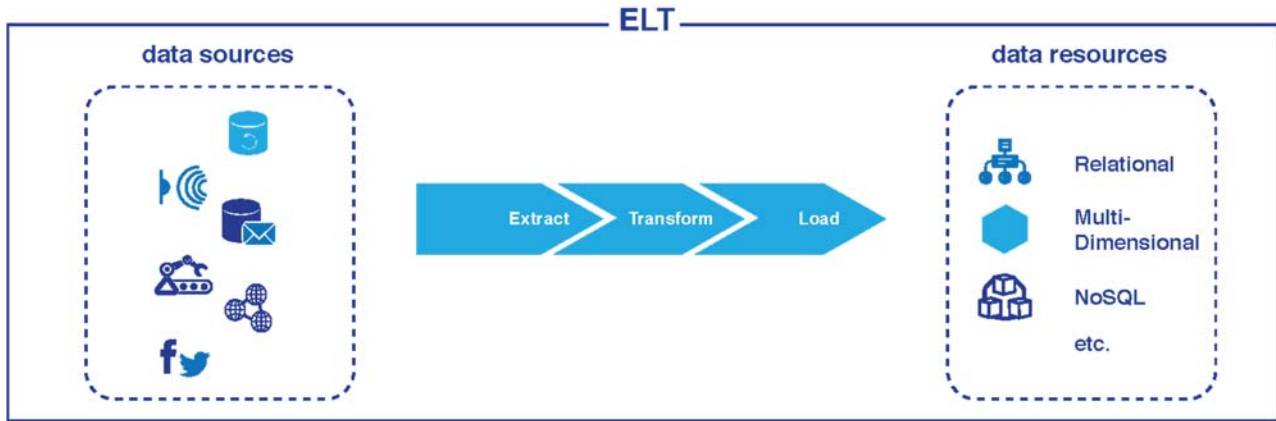 ELT
data sources
data resources
Extract
Transform
Load
Relational
Multi-
Dimensional
NoSQL
etc.